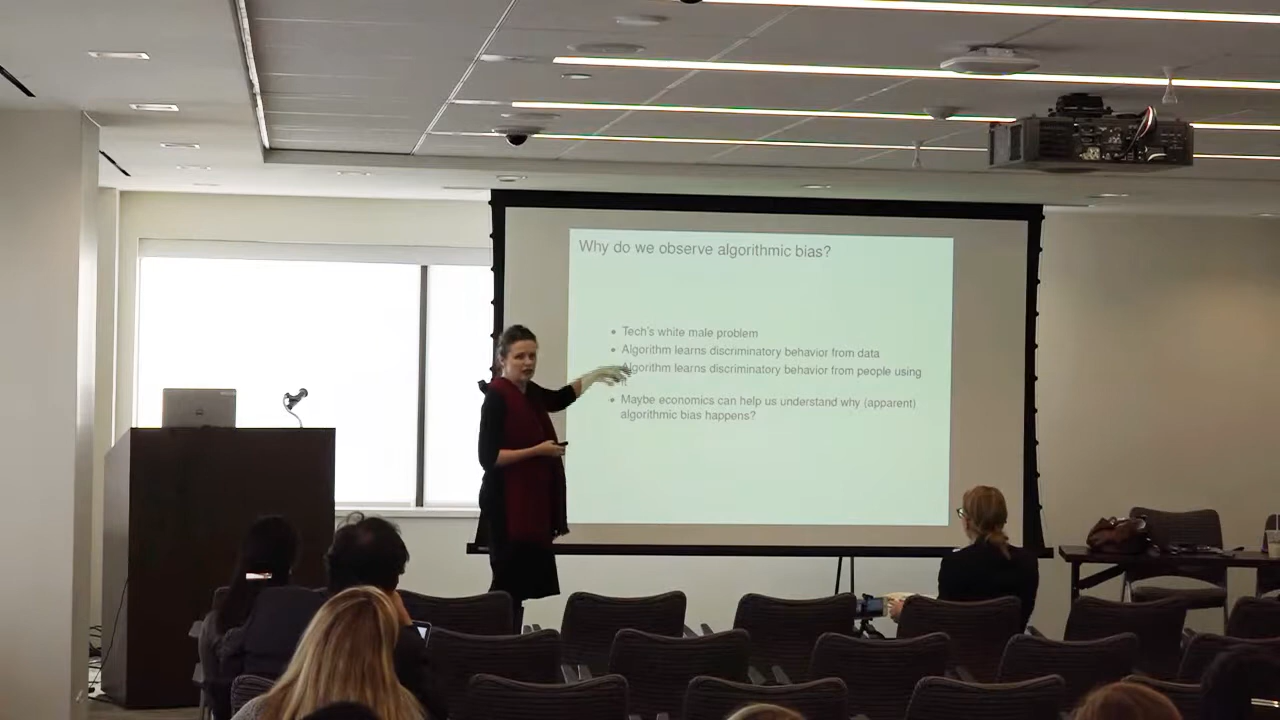 Why do we observe algorithmic bias?
• Tech's white male problem
• Algorithm learns discriminatory behavior from data
• Algorithm learns discriminatory behavior from people using
• Maybe economics can help us understand why (apparent)
algorithmic bias happens?